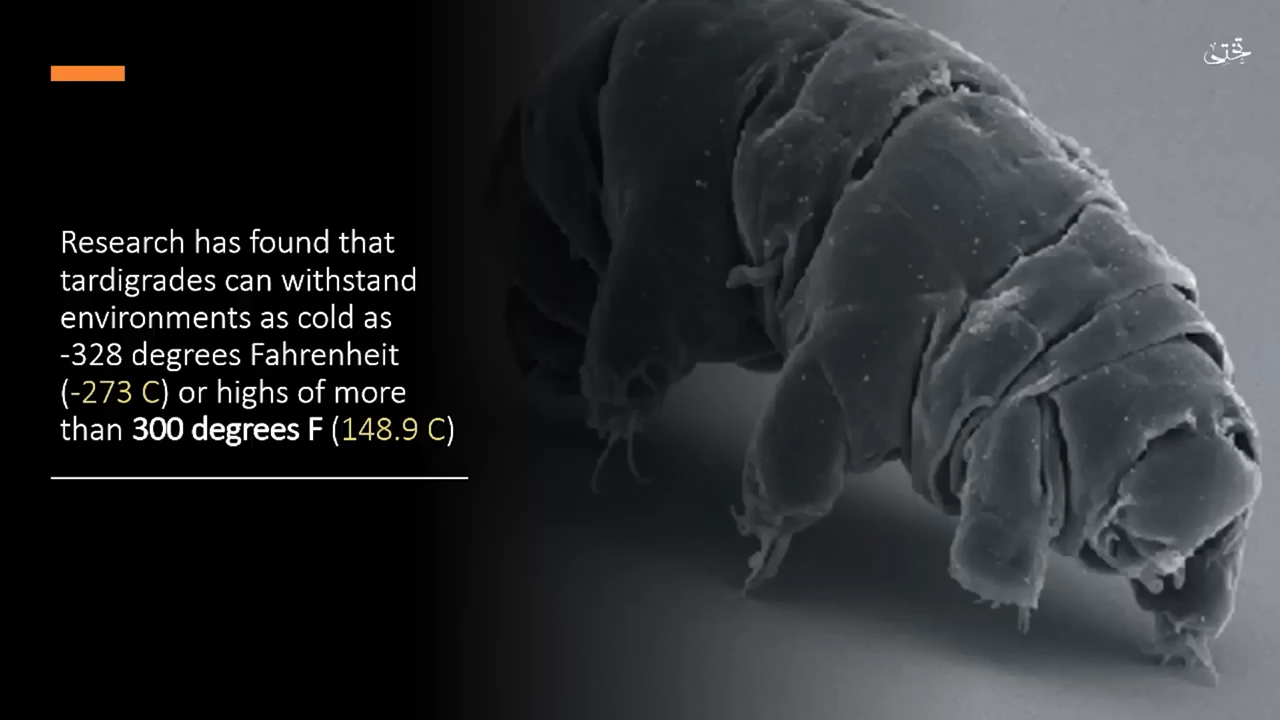 تختی
Research has found that
tardigrades can withstand
environments as cold as
-328 degrees Fahrenheit
(-273 C) or highs of more
than 300 degrees F (148.9 C)